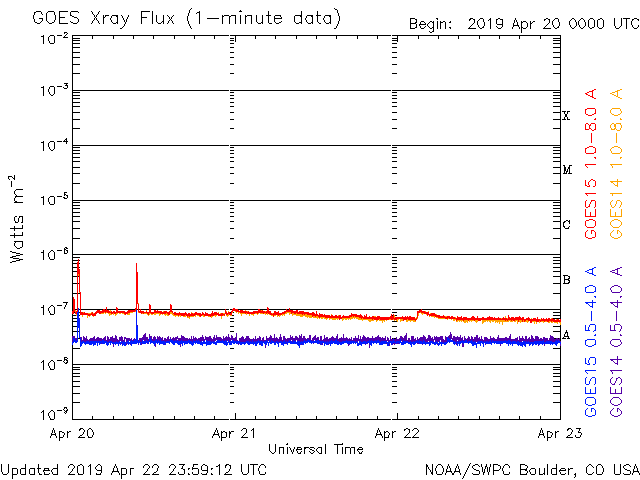 GOES Xray Flux (1-minute data)
Begin: 2019 Apr 20 0000 UTC
10⁻²
10⁻³
10⁻⁴
10⁻⁵
10⁻⁶
10⁻⁷
10⁻⁸
10⁻⁹
Watts m⁻²
X
M
C
B
A
GOES15 1.0-8.0 A
GOES14 1.0-8.0 A
GOES15 0.5-4.0 A
GOES14 0.5-4.0 A
Apr 20 Apr 21 Apr 22 Apr 23
Universal Time
Updated 2019 Apr 22 23:59:12 UTC
NOAA/SWPC Boulder, CO USA